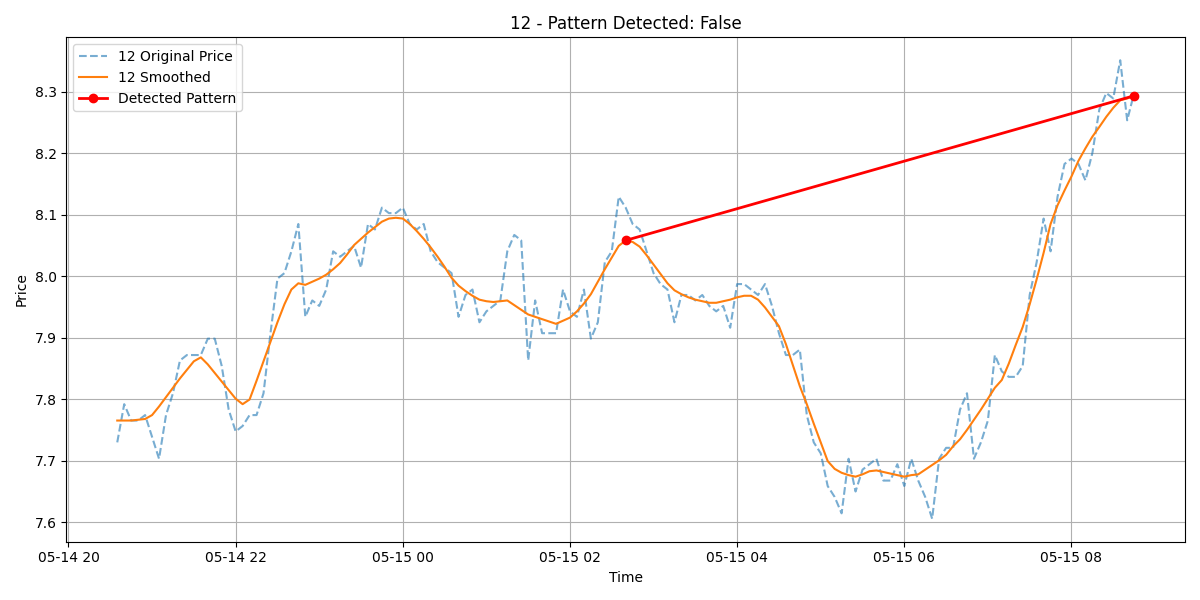 12 - Pattern Detected: False
12 Original Price
12 Smoothed
Detected Pattern
Price
8.3
8.2
8.1
8.0
7.9
7.8
7.7
7.6
05-14 20
05-14 22
05-15 00
05-15 02
05-15 04
05-15 06
05-15 08
Time